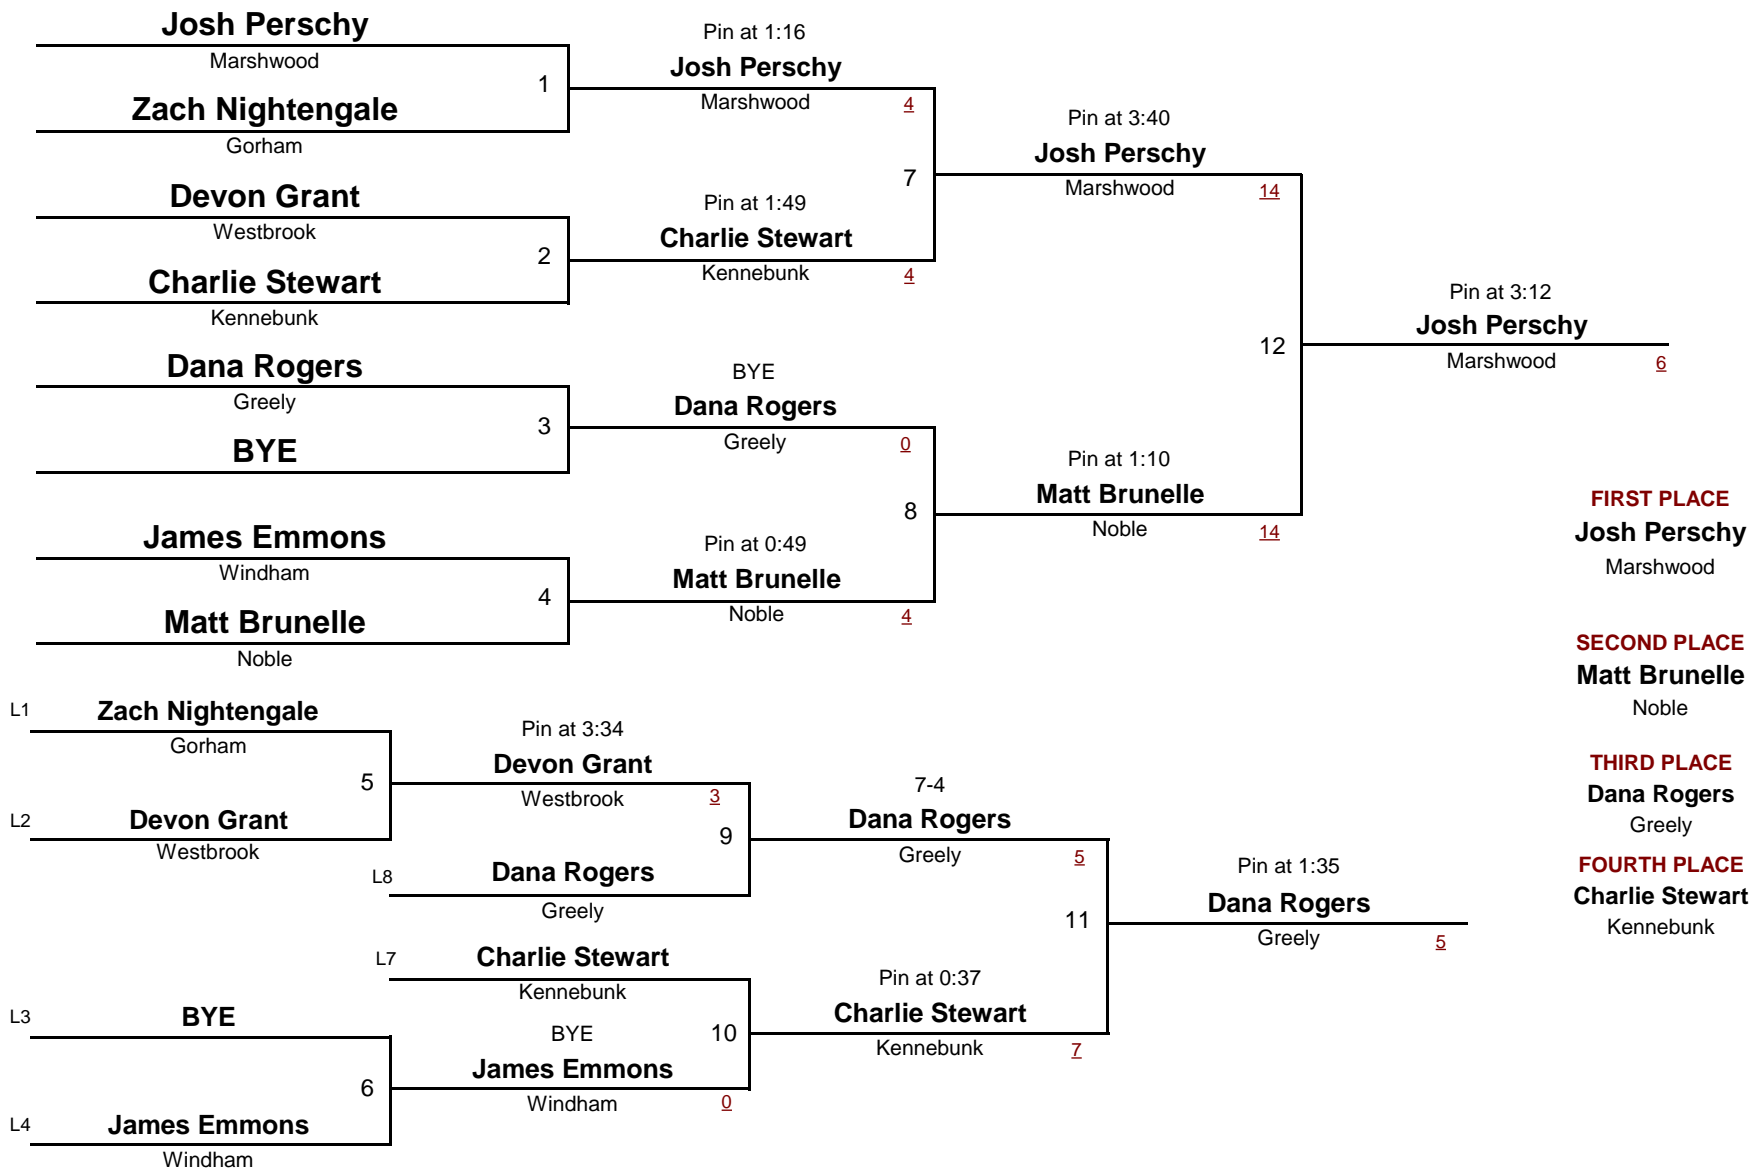 Josh Perschy
Marshwood
1
Zach Nightengale
Gorham
Devon Grant
Westbrook
2
Charlie Stewart
Kennebunk
Dana Rogers
Greely
3
BYE
James Emmons
Windham
4
Matt Brunelle
Noble
Pin at 1:16
Josh Perschy
Marshwood 4
7
Pin at 1:49
Charlie Stewart
Kennebunk 4
BYE
Dana Rogers
Greely 0
8
Pin at 0:49
Matt Brunelle
Noble 4
Pin at 3:40
Josh Perschy
Marshwood 14
12
Pin at 1:10
Matt Brunelle
Noble 14
Pin at 3:12
Josh Perschy
Marshwood 6
FIRST PLACE
Josh Perschy
Marshwood
SECOND PLACE
Matt Brunelle
Noble
THIRD PLACE
Dana Rogers
Greely
FOURTH PLACE
Charlie Stewart
Kennebunk
L1 Zach Nightengale
Gorham
5
L2 Devon Grant
Westbrook
L3 BYE
6
L4 James Emmons
Windham
Pin at 3:34
Devon Grant
Westbrook 3
9
L8 Dana Rogers
Greely
L7 Charlie Stewart
Kennebunk
BYE 10
James Emmons
Windham 0
7-4
Dana Rogers
Greely 5
11
Pin at 0:37
Charlie Stewart
Kennebunk 7
Pin at 1:35
Dana Rogers
Greely 5